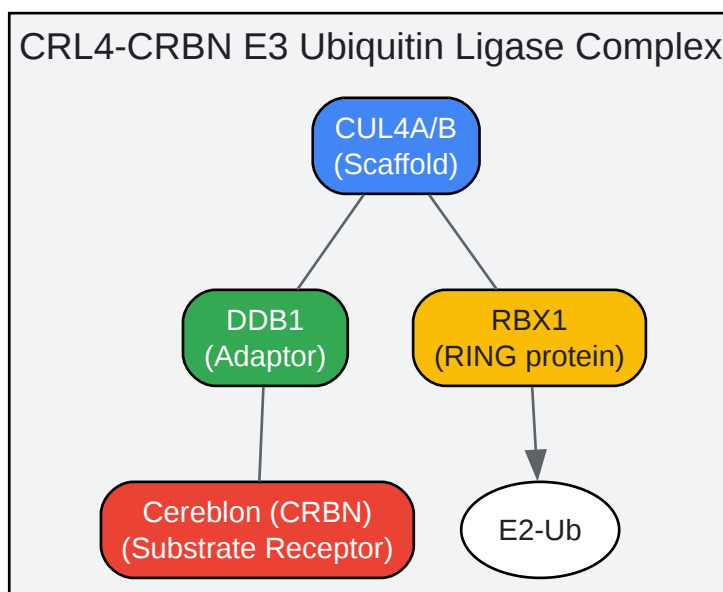 CRL4-CRBN E3 Ubiquitin Ligase Complex
CUL4A/B
(Scaffold)
DDB1
(Adaptor)
RBX1
(RING protein)
Cereblon (CRBN)
(Substrate Receptor)
E2-Ub